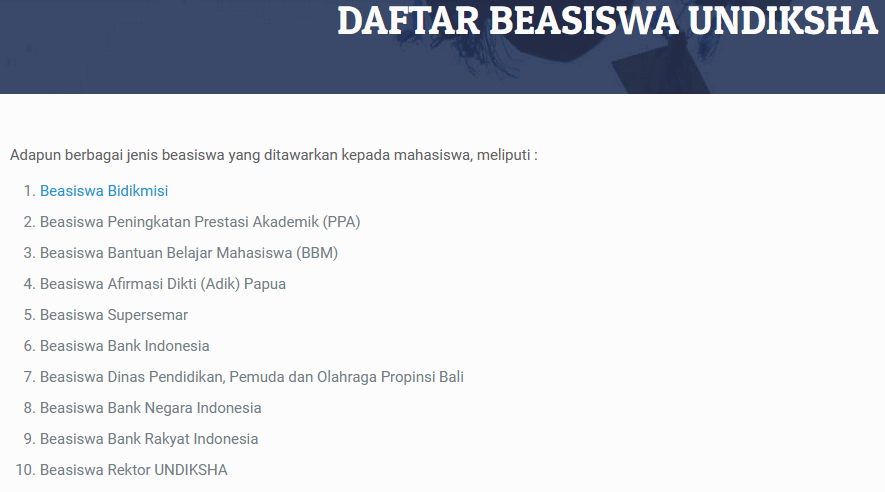 DAFTAR BEASISWA UNDIKSHA
Adapun berbagai jenis beasiswa yang ditawarkan kepada mahasiswa, meliputi :
1. Beasiswa Bidikmisi
2. Beasiswa Peningkatan Prestasi Akademik (PPA)
3. Beasiswa Bantuan Belajar Mahasiswa (BBM)
4. Beasiswa Afirmasi Dikti (Adik) Papua
5. Beasiswa Supersemar
6. Beasiswa Bank Indonesia
7. Beasiswa Dinas Pendidikan, Pemuda dan Olahraga Propinsi Bali
8. Beasiswa Bank Negara Indonesia
9. Beasiswa Bank Rakyat Indonesia
10. Beasiswa Rektor UNDIKSHA